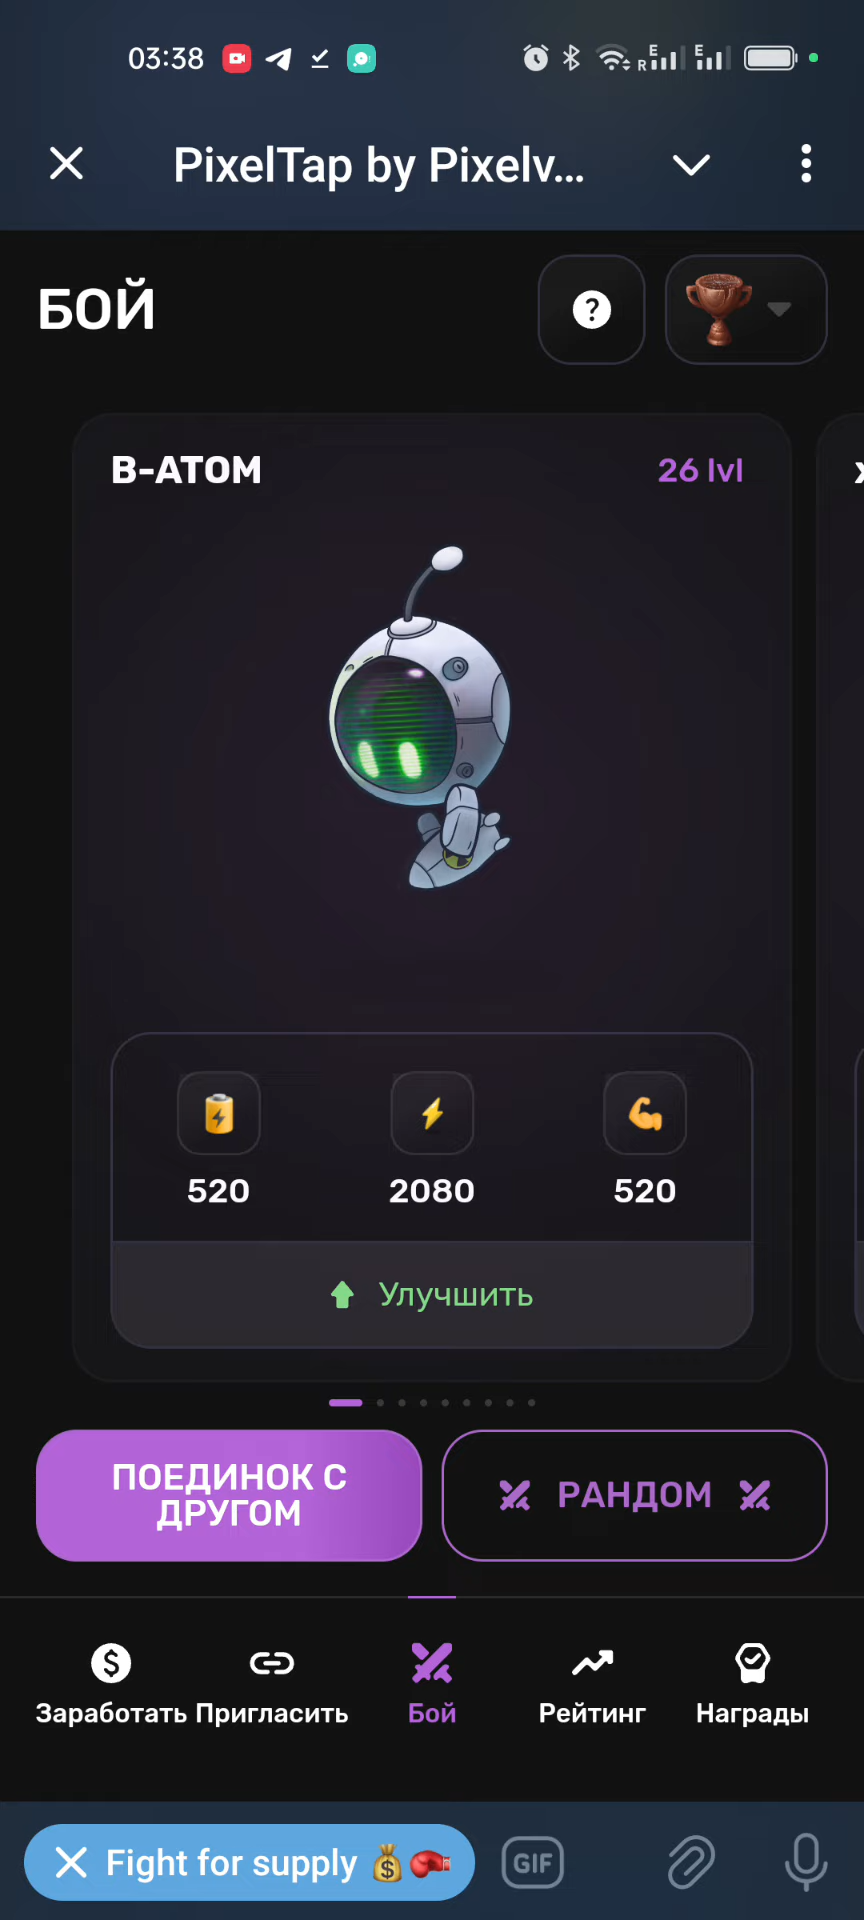 03:38
PixelTap by Pixelv...
БОЙ
B-ATOM
26 lvl
520
2080
520
Улучшить
ПОЕДИНОК С
ДРУГОМ
РАНДОМ
Заработать
Пригласить
Бой
Рейтинг
Награды
Fight for supply 💰🥊
GIF